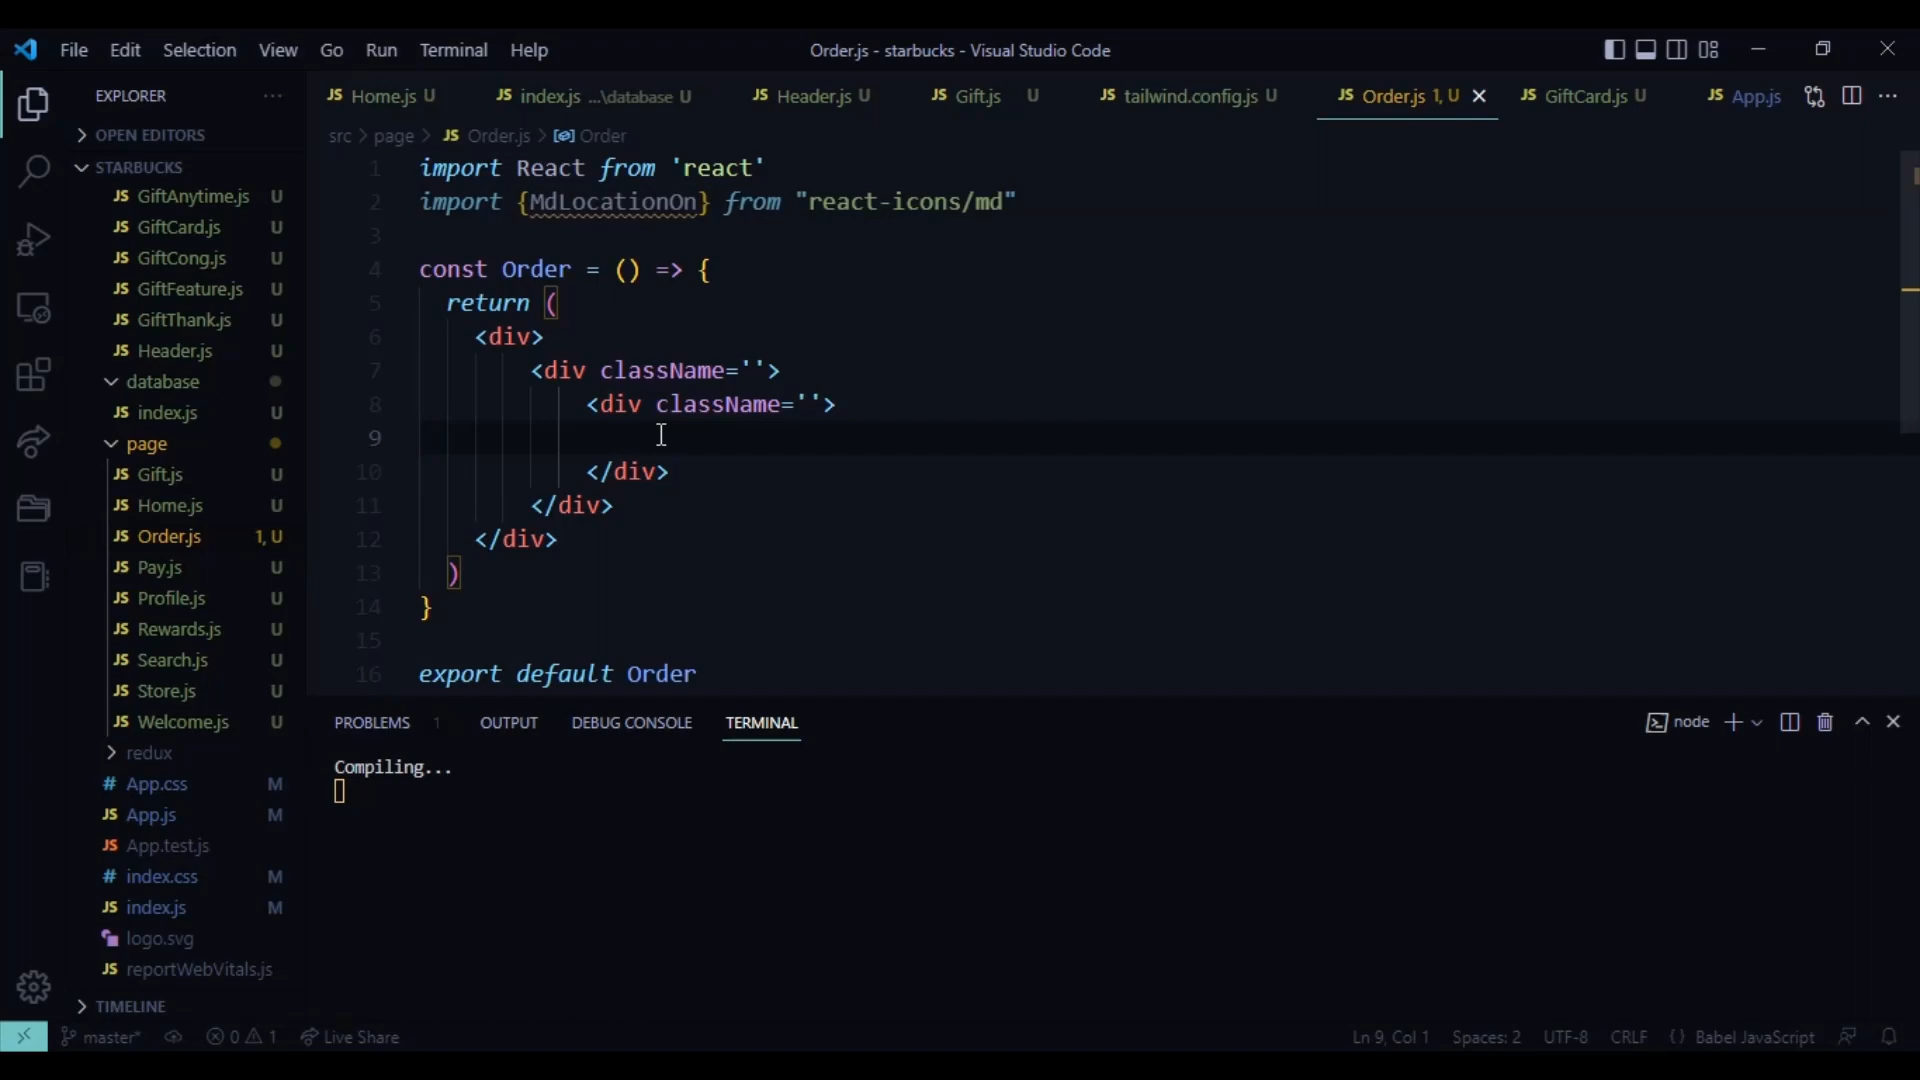 File Edit Selection View Go Run Terminal Help
Order.js - starbucks - Visual Studio Code
EXPLORER ...
OPEN EDITORS
STARBUCKS
JS GiftAnytime.js U
JS GiftCard.js U
JS GiftCong.js U
JS GiftFeature.js U
JS GiftThank.js U
JS Header.js U
database
JS index.js U
page
JS Gift.js U
JS Home.js U
JS Order.js 1, U
JS Pay.js U
JS Profile.js U
JS Rewards.js U
JS Search.js U
JS Store.js U
JS Welcome.js U
redux
# App.css M
JS App.js M
JS App.test.js
# index.css M
JS index.js M
logo.svg
JS reportWebVitals.js
TIMELINE
JS Home.js U JS index.js ...\database U JS Header.js U JS Gift.js U JS tailwind.config.js U JS Order.js 1, U JS GiftCard.js U JS App.js
src > page > JS Order.js > Order
1 import React from 'react'
2 import {MdLocationOn} from "react-icons/md"
3
4 const Order = () => {
5 return (
6 <div>
7 <div className=''>
8 <div className=''>
9
10 </div>
11 </div>
12 </div>
13 )
14 }
15
16 export default Order
PROBLEMS 1 OUTPUT DEBUG CONSOLE TERMINAL
node
Compiling...
master* 0 1 Live Share
Ln 9, Col 1 Spaces: 2 UTF-8 CRLF {} Babel JavaScript